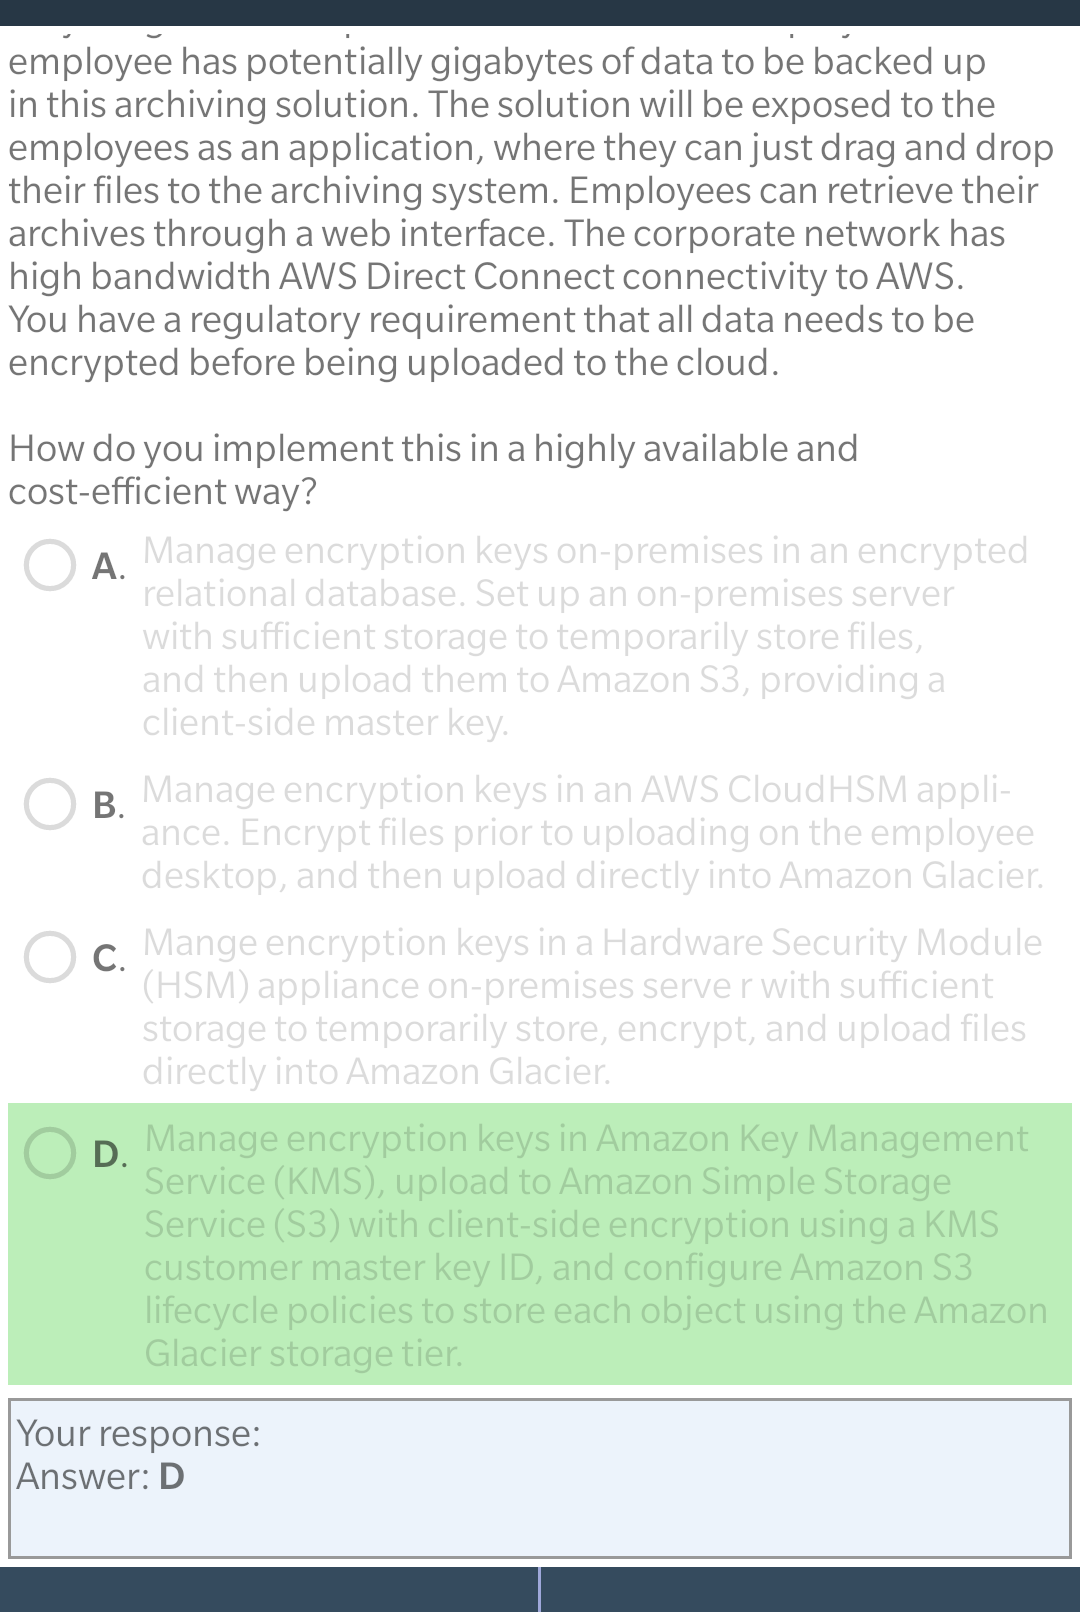 employee has potentially gigabytes of data to be backed up
in this archiving solution. The solution will be exposed to the
employees as an application, where they can just drag and drop
their files to the archiving system. Employees can retrieve their
archives through a web interface. The corporate network has
high bandwidth AWS Direct Connect connectivity to AWS.
You have a regulatory requirement that all data needs to be
encrypted before being uploaded to the cloud.
How do you implement this in a highly available and
cost-efficient way?
A. Manage encryption keys on-premises in an encrypted
relational database. Set up an on-premises server
with sufficient storage to temporarily store files,
and then upload them to Amazon S3, providing a
client-side master key.
B. Manage encryption keys in an AWS CloudHSM appli-
ance. Encrypt files prior to uploading on the employee
desktop, and then upload directly into Amazon Glacier.
C. Mange encryption keys in a Hardware Security Module
(HSM) appliance on-premises serve r with sufficient
storage to temporarily store, encrypt, and upload files
directly into Amazon Glacier.
D. Manage encryption keys in Amazon Key Management
Service (KMS), upload to Amazon Simple Storage
Service (S3) with client-side encryption using a KMS
customer master key ID, and configure Amazon S3
lifecycle policies to store each object using the Amazon
Glacier storage tier.
Your response:
Answer: D